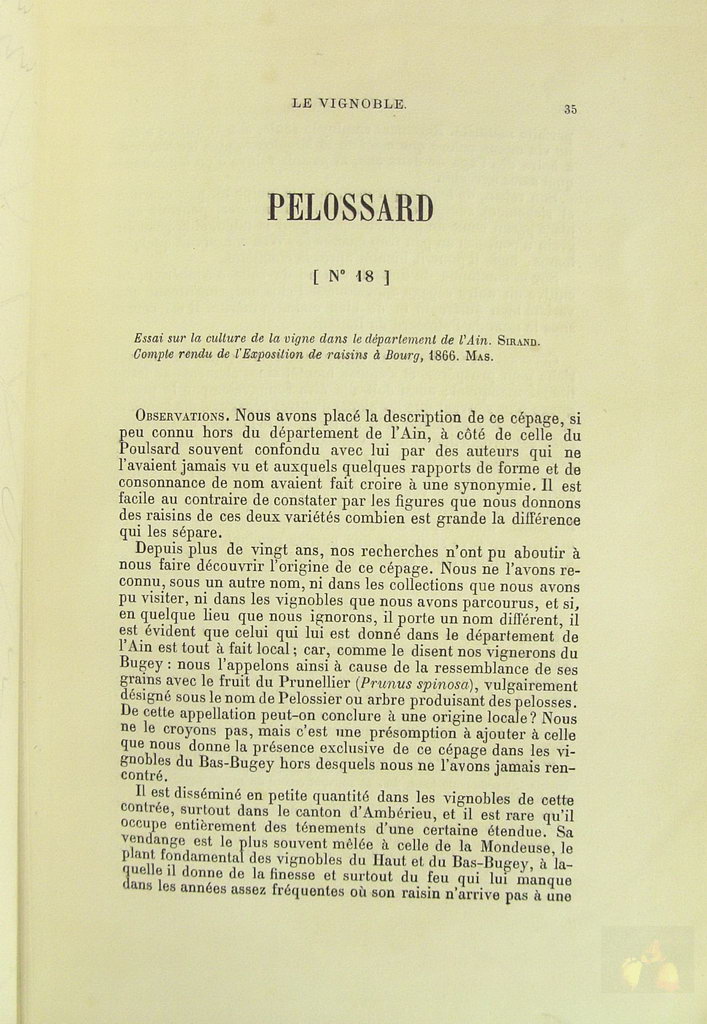 LE VIGNOBLE.
35
PELOSSARD
[ N° 18 ]
Essai sur la culture de la vigne dans le département de l'Ain. SIRAND.
Compte rendu de l'Exposition de raisins à Bourg, 1866. MAS.
OBSERVATIONS. Nous avons placé la description de ce cépage, si
peu connu hors du département de l'Ain, à côté de celle du
Poulsard souvent confondu avec lui par des auteurs qui ne
l'avaient jamais vu et auxquels quelques rapports de forme et de
consonnance de nom avaient fait croire à une synonymie. Il est
facile au contraire de constater par les figures que nous donnons
des raisins de ces deux variétés combien est grande la différence
qui les sépare.
Depuis plus de vingt ans, nos recherches n'ont pu aboutir à
nous faire découvrir l'origine de ce cépage. Nous ne l'avons re-
connu, sous un autre nom, ni dans les collections que nous avons
pu visiter, ni dans les vignobles que nous avons parcourus, et si,
en quelque lieu que nous ignorons, il porte un nom différent, il
est évident que celui qui lui est donné dans le département de
l'Ain est tout à fait local ; car, comme le disent nos vignerons du
Bugey : nous l'appelons ainsi à cause de la ressemblance de ses
grains avec le fruit du Prunellier (Prunus spinosa), vulgairement
désigné sous le nom de Pelossier ou arbre produisant des pelosses.
De cette appellation peut-on conclure à une origine locale ? Nous
ne le croyons pas, mais c'est une présomption à ajouter à celle
que nous donne la présence exclusive de ce cépage dans les vi-
gnobles du Bas-Bugey hors desquels nous ne l'avons jamais ren-
contré.
Il est disséminé en petite quantité dans les vignobles de cette
contrée, surtout dans le canton d'Ambérieu, et il est rare qu'il
occupe entièrement des ténements d'une certaine étendue. Sa
vendange est le plus souvent mêlée à celle de la Mondeuse, le
plant fondamental des vignobles du Haut et du Bas-Bugey, à la-
quelle il donne de la finesse et surtout du feu qui lui manque
dans les années assez fréquentes où son raisin n'arrive pas à une